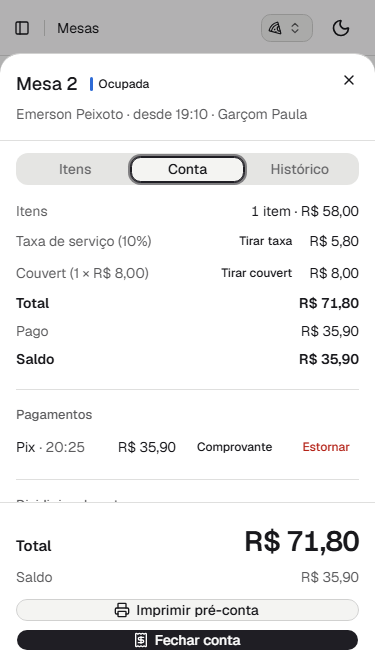 Mesas
Mesa 2 Ocupada
Emerson Peixoto · desde 19:10 · Garçom Paula
Itens Conta Histórico
Itens 1 item · R$ 58,00
Taxa de serviço (10%) Tirar taxa R$ 5,80
Couvert (1 × R$ 8,00) Tirar couvert R$ 8,00
Total R$ 71,80
Pago R$ 35,90
Saldo R$ 35,90
Pagamentos
Pix · 20:25 R$ 35,90 Comprovante Estornar
Total R$ 71,80
Saldo R$ 35,90
Imprimir pré-conta
Fechar conta